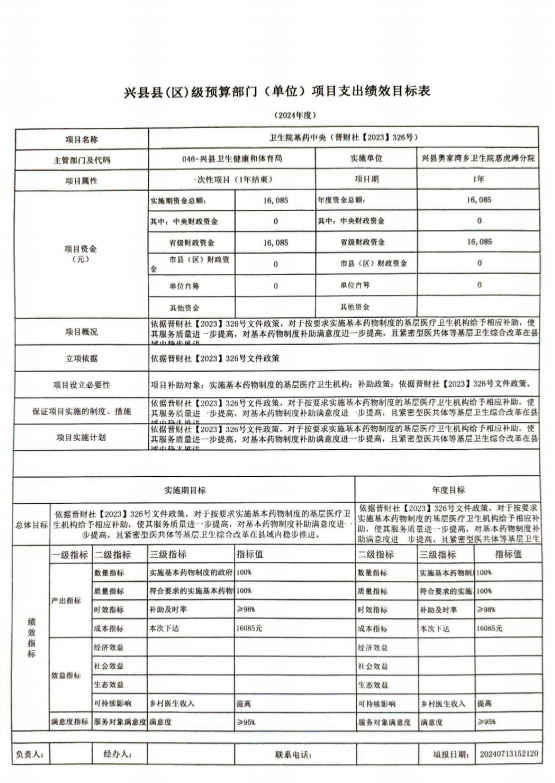 兴县县(区)级预算部门（单位）项目支出绩效目标表
（2024年度）
项目名称 卫生院基药中央（晋财社【2023】326号）
主管部门及代码 046-兴县卫生健康和体育局 实施单位 兴县奥家湾乡卫生院恶虎滩分院
项目属性 一次性项目（1年结束） 项目期 1年
项目资金（元） 实施期资金总额： 16,085 年度资金总额： 16,085
其中：中央财政资金 0 其中：中央财政资金 0
省级财政资金 16,085 省级财政资金 16,085
市县（区）财政资金 0 市县（区）财政资金 0
单位自筹 0 单位自筹 0
其他资金 其他资金
项目概况 依据晋财社【2023】326号文件政策，对于按要求实施基本药物制度的基层医疗卫生机构给予相应补助，使
其服务质量进一步提高，对基本药物制度补助满意度进一步提高，且紧密型医共体等基层卫生综合改革在县
域内稳步推进
立项依据 依据晋财社【2023】326号文件政策
项目设立必要性 项目补助对象：实施基本药物制度的基层医疗卫生机构；补助政策：依据晋财社【2023】326号文件政策。
保证项目实施的制度、措施 依据晋财社【2023】326号文件政策，对于按要求实施基本药物制度的基层医疗卫生机构给予相应补助，使
其服务质量进一步提高，对基本药物制度补助满意度进一步提高，且紧密型医共体等基层卫生综合改革在县
项目实施计划 依据晋财社【2023】326号文件政策，对于按要求实施基本药物制度的基层医疗卫生机构给予相应补助，使
其服务质量进一步提高，对基本药物制度补助满意度进一步提高，且紧密型医共体等基层卫生综合改革在县
实施期目标 年度目标
总体目标 依据晋财社【2023】326号文件政策，对于按要求实施基本药物制度的基层医疗卫
生机构给予相应补助，使其服务质量进一步提高，对基本药物制度补助满意度进一
步提高，且紧密型医共体等基层卫生综合改革在县域内稳步推进。
依据晋财社【2023】326号文件政策，对于按要求
实施基本药物制度的基层医疗卫生机构给予相应补
助，使其服务质量进一步提高，对基本药物制度补
助满意度进一步提高，且紧密型医共体等基层卫生
绩效指标 一级指标 二级指标 三级指标 指标值 二级指标 三级指标 指标值
产出指标 数量指标 实施基本药物制度的政府 100% 数量指标 实施基本药物制 100%
质量指标 符合要求的实施基本药物 100% 质量指标 符合要求的实施 100%
时效指标 补助及时率 ≥98% 时效指标 补助及时率 ≥98%
成本指标 本次下达 16085元 成本指标 本次下达 16085元
效益指标 经济效益 经济效益
社会效益 社会效益
生态效益 生态效益
可持续影响 乡村医生收入 提高 可持续影响 乡村医生收入 提高
满意度指标 服务对象满意度 满意度 ≥95% 服务对象满意度 满意度 ≥95%
负责人： 经办人： 联系电话： 填报日期： 20240713152120